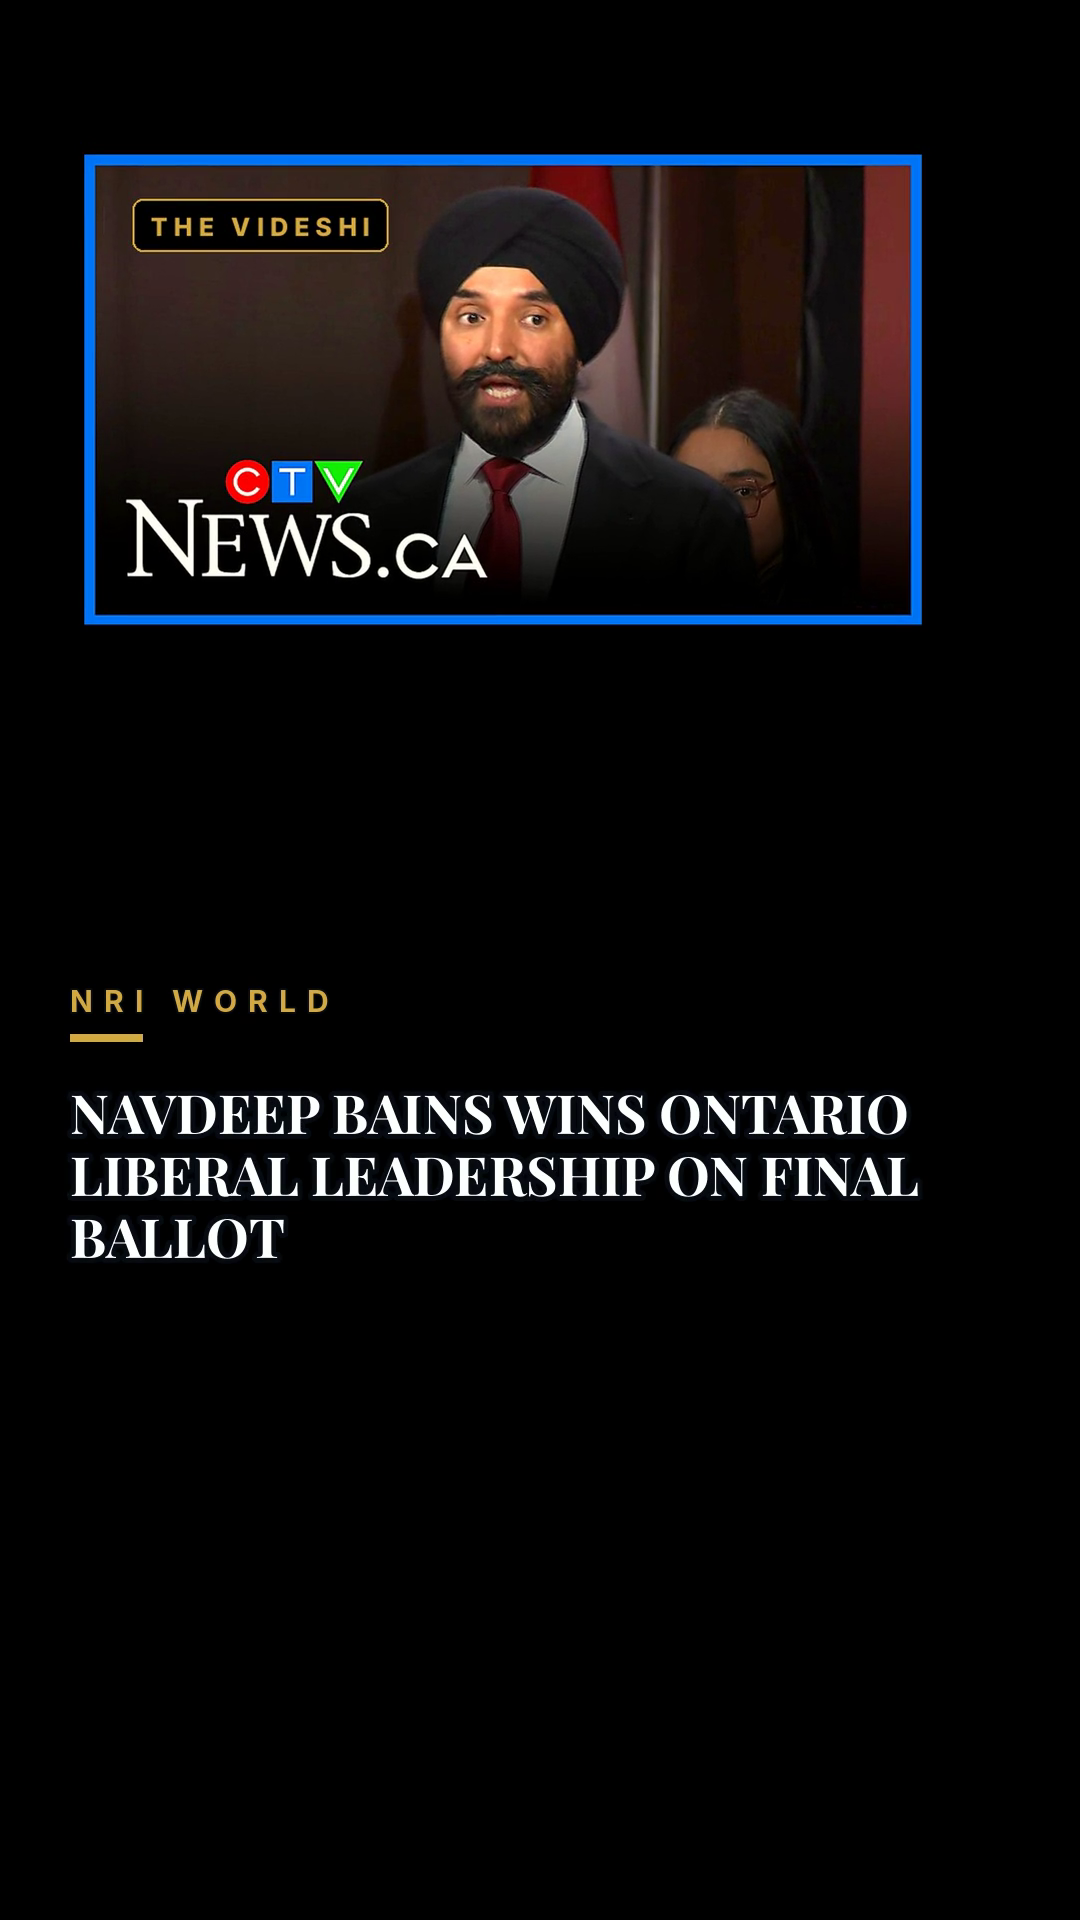 THE VIDESHI
CTV
NEWS.CA
NRI WORLD
NAVDEEP BAINS WINS ONTARIO
LIBERAL LEADERSHIP ON FINAL
BALLOT